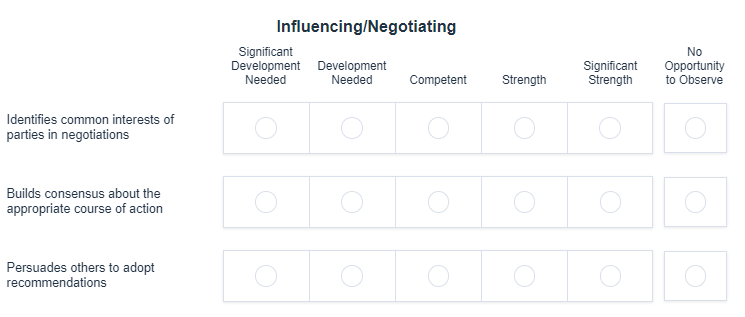 Influencing/Negotiating
Significant
Development
Needed
Development
Needed
Competent
Strength
Significant
Strength
No
Opportunity
to Observe
Identifies common interests of
parties in negotiations
Builds consensus about the
appropriate course of action
Persuades others to adopt
recommendations